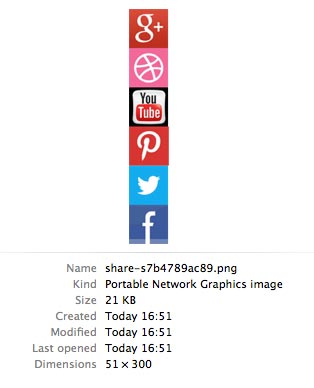 g+
You
Tube
f
Name share-s7b4789ac89.png
Kind Portable Network Graphics image
Size 21 KB
Created Today 16:51
Modified Today 16:51
Last opened Today 16:51
Dimensions 51 × 300